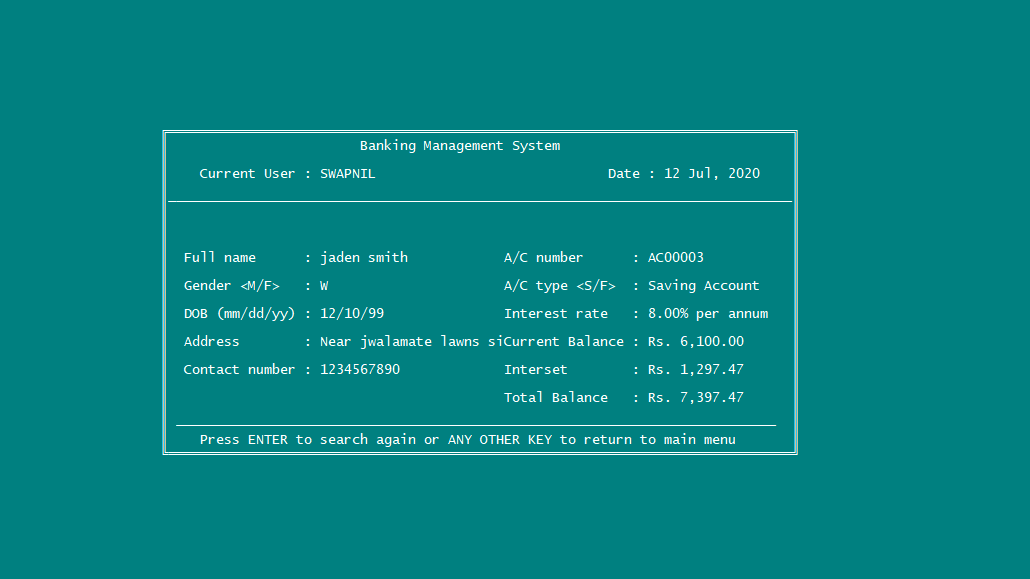 Banking Management System
Current User : SWAPNIL Date : 12 Jul, 2020
Full name : jaden smith A/C number : AC00003
Gender <M/F> : W A/C type <S/F> : Saving Account
DOB (mm/dd/yy) : 12/10/99 Interest rate : 8.00% per annum
Address : Near jwalamate lawns siCurrent Balance : Rs. 6,100.00
Contact number : 1234567890 Interset : Rs. 1,297.47
Total Balance : Rs. 7,397.47
Press ENTER to search again or ANY OTHER KEY to return to main menu